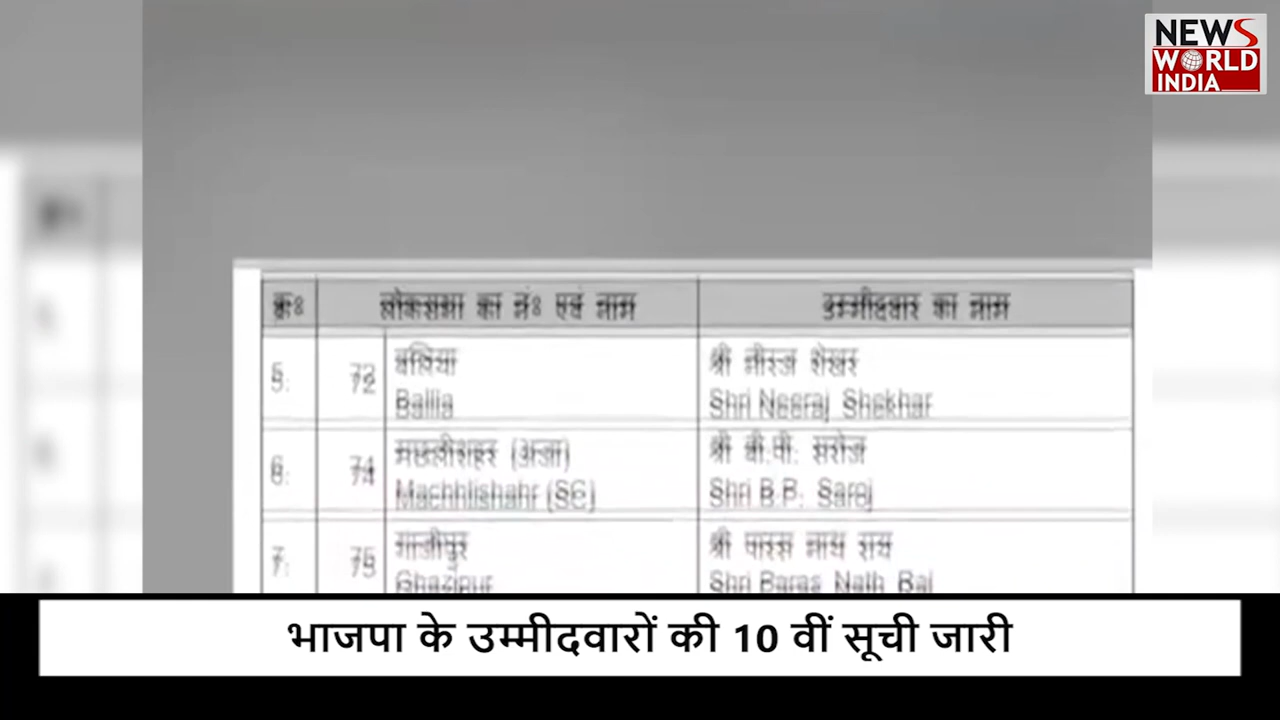 NEWS
WORLD
INDIA
क्रः लोकसभा का नंः एवं नाम उम्मीदवार का नाम
5. 72 बलिया श्री नीरज शेखर
Ballia Shri Neeraj Shekhar
6. 74 मछलीशहर (अजा) श्री बी.पी. सरोज
Machhlishahr (SC) Shri B.P. Saroj
7. 75 गाजीपुर श्री पारस नाथ राय
Ghazipur Shri Paras Nath Rai
भाजपा के उम्मीदवारों की 10 वीं सूची जारी